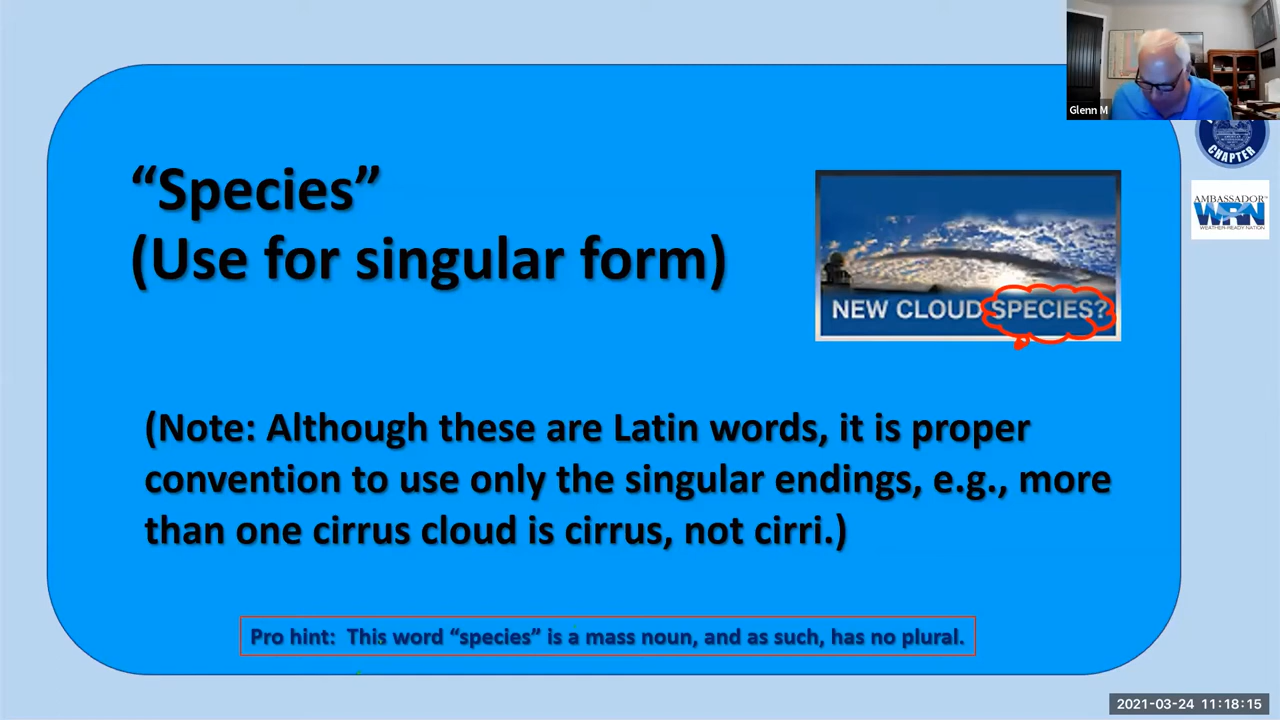 Glenn M
CHAPTER
AMBASSADOR
WRN
WEATHER-READY NATION
“Species”
(Use for singular form)
NEW CLOUD SPECIES?
(Note: Although these are Latin words, it is proper
convention to use only the singular endings, e.g., more
than one cirrus cloud is cirrus, not cirri.)
Pro hint:  This word “species” is a mass noun, and as such, has no plural.
2021-03-24 11:18:15